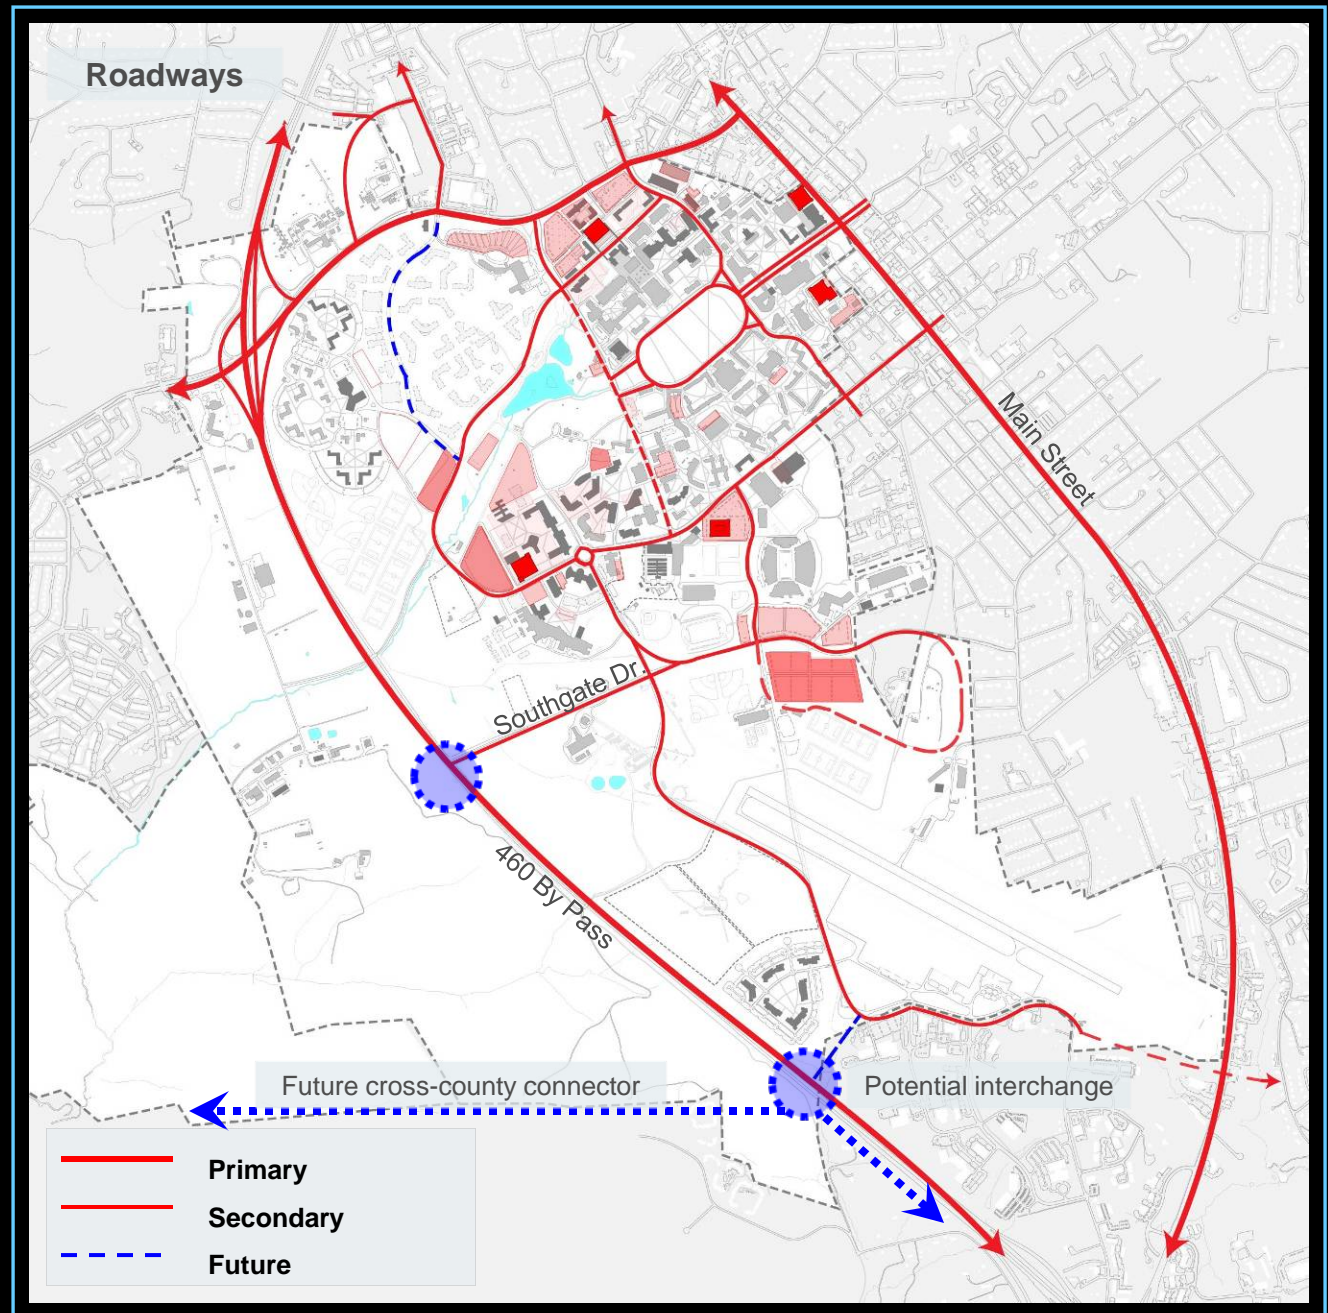 Roadways
Main Street
Southgate Dr.
460 By Pass
Future cross-county connector
Potential interchange
Primary
Secondary
Future